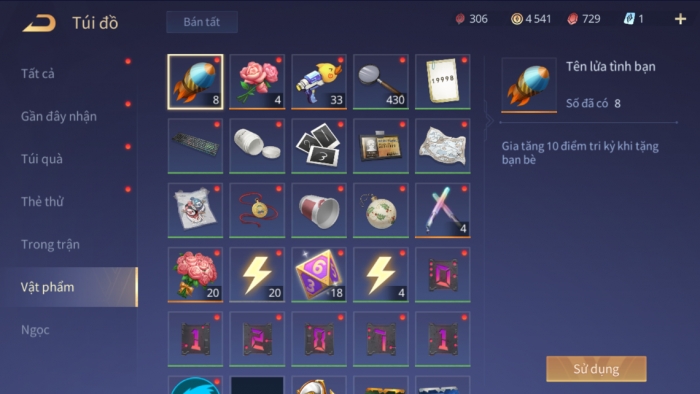 Túi đồ
Bán tất
306
4 541
729
1
+
Tất cả
Gần đây nhận
Túi quà
Thẻ thử
Trong trận
Vật phẩm
Ngọc
8
4
33
430
19998
4
20
20
6
3
18
4
0
1
2
0
7
1
Tên lửa tình bạn
Số đã có 8
Gia tăng 10 điểm tri kỷ khi tặng
bạn bè
Sử dụng